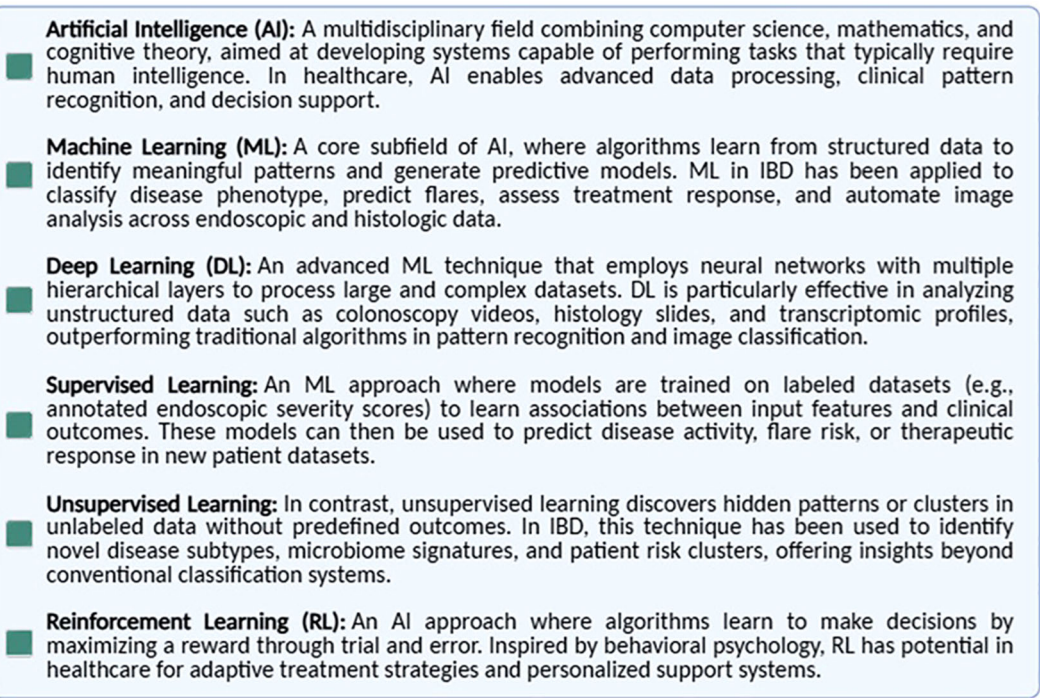 Artificial Intelligence (AI): A multidisciplinary field combining computer science, mathematics, and
cognitive theory, aimed at developing systems capable of performing tasks that typically require
human intelligence. In healthcare, AI enables advanced data processing, clinical pattern
recognition, and decision support.
Machine Learning (ML): A core subfield of AI, where algorithms learn from structured data to
identify meaningful patterns and generate predictive models. ML in IBD has been applied to
classify disease phenotype, predict flares, assess treatment response, and automate image
analysis across endoscopic and histologic data.
Deep Learning (DL): An advanced ML technique that employs neural networks with multiple
hierarchical layers to process large and complex datasets. DL is particularly effective in analyzing
unstructured data such as colonoscopy videos, histology slides, and transcriptomic profiles,
outperforming traditional algorithms in pattern recognition and image classification.
Supervised Learning: An ML approach where models are trained on labeled datasets (e.g.,
annotated endoscopic severity scores) to learn associations between input features and clinical
outcomes. These models can then be used to predict disease activity, flare risk, or therapeutic
response in new patient datasets.
Unsupervised Learning: In contrast, unsupervised learning discovers hidden patterns or clusters in
unlabeled data without predefined outcomes. In IBD, this technique has been used to identify
novel disease subtypes, microbiome signatures, and patient risk clusters, offering insights beyond
conventional classification systems.
Reinforcement Learning (RL): An AI approach where algorithms learn to make decisions by
maximizing a reward through trial and error. Inspired by behavioral psychology, RL has potential in
healthcare for adaptive treatment strategies and personalized support systems.